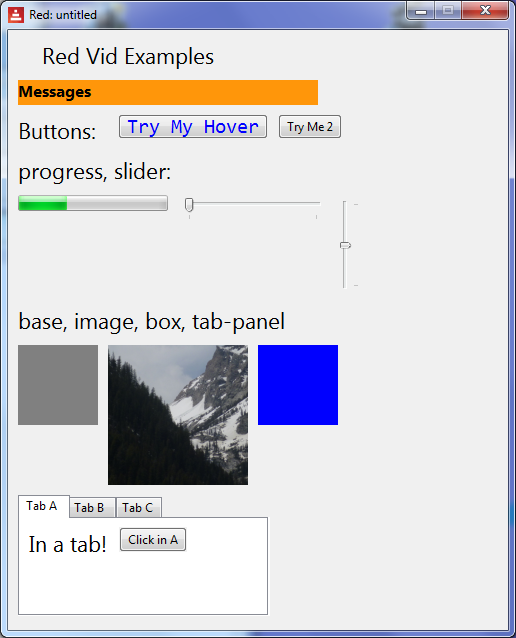 Red: untitled
Red Vid Examples
Messages
Buttons: Try My Hover Try Me 2
progress, slider:
base, image, box, tab-panel
Tab A Tab B Tab C
In a tab! Click in A